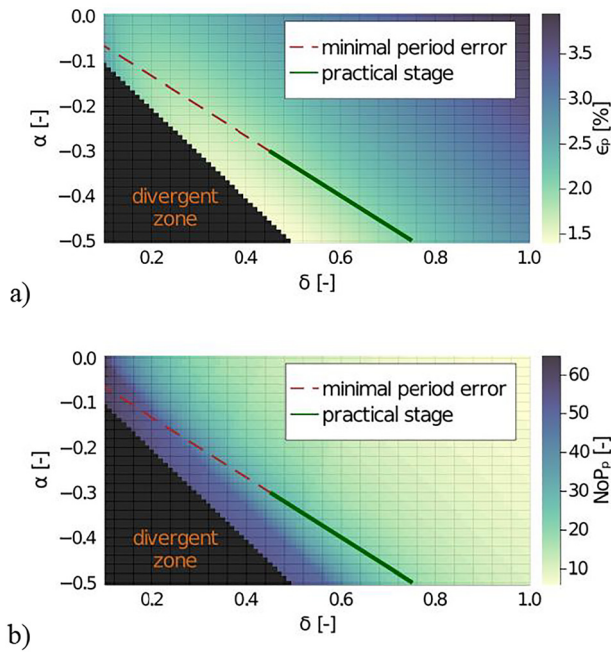 0.0
−0.1
−0.2
−0.3
−0.4
−0.5
α [-]
minimal period error
practical stage
divergent
zone
0.2 0.4 0.6 0.8 1.0
δ [-]
3.5
3.0
2.5
2.0
1.5
ϵp [%]
a)
0.0
−0.1
−0.2
−0.3
−0.4
−0.5
α [-]
minimal period error
practical stage
divergent
zone
0.2 0.4 0.6 0.8 1.0
δ [-]
60
50
40
30
20
10
NoPp [-]
b)